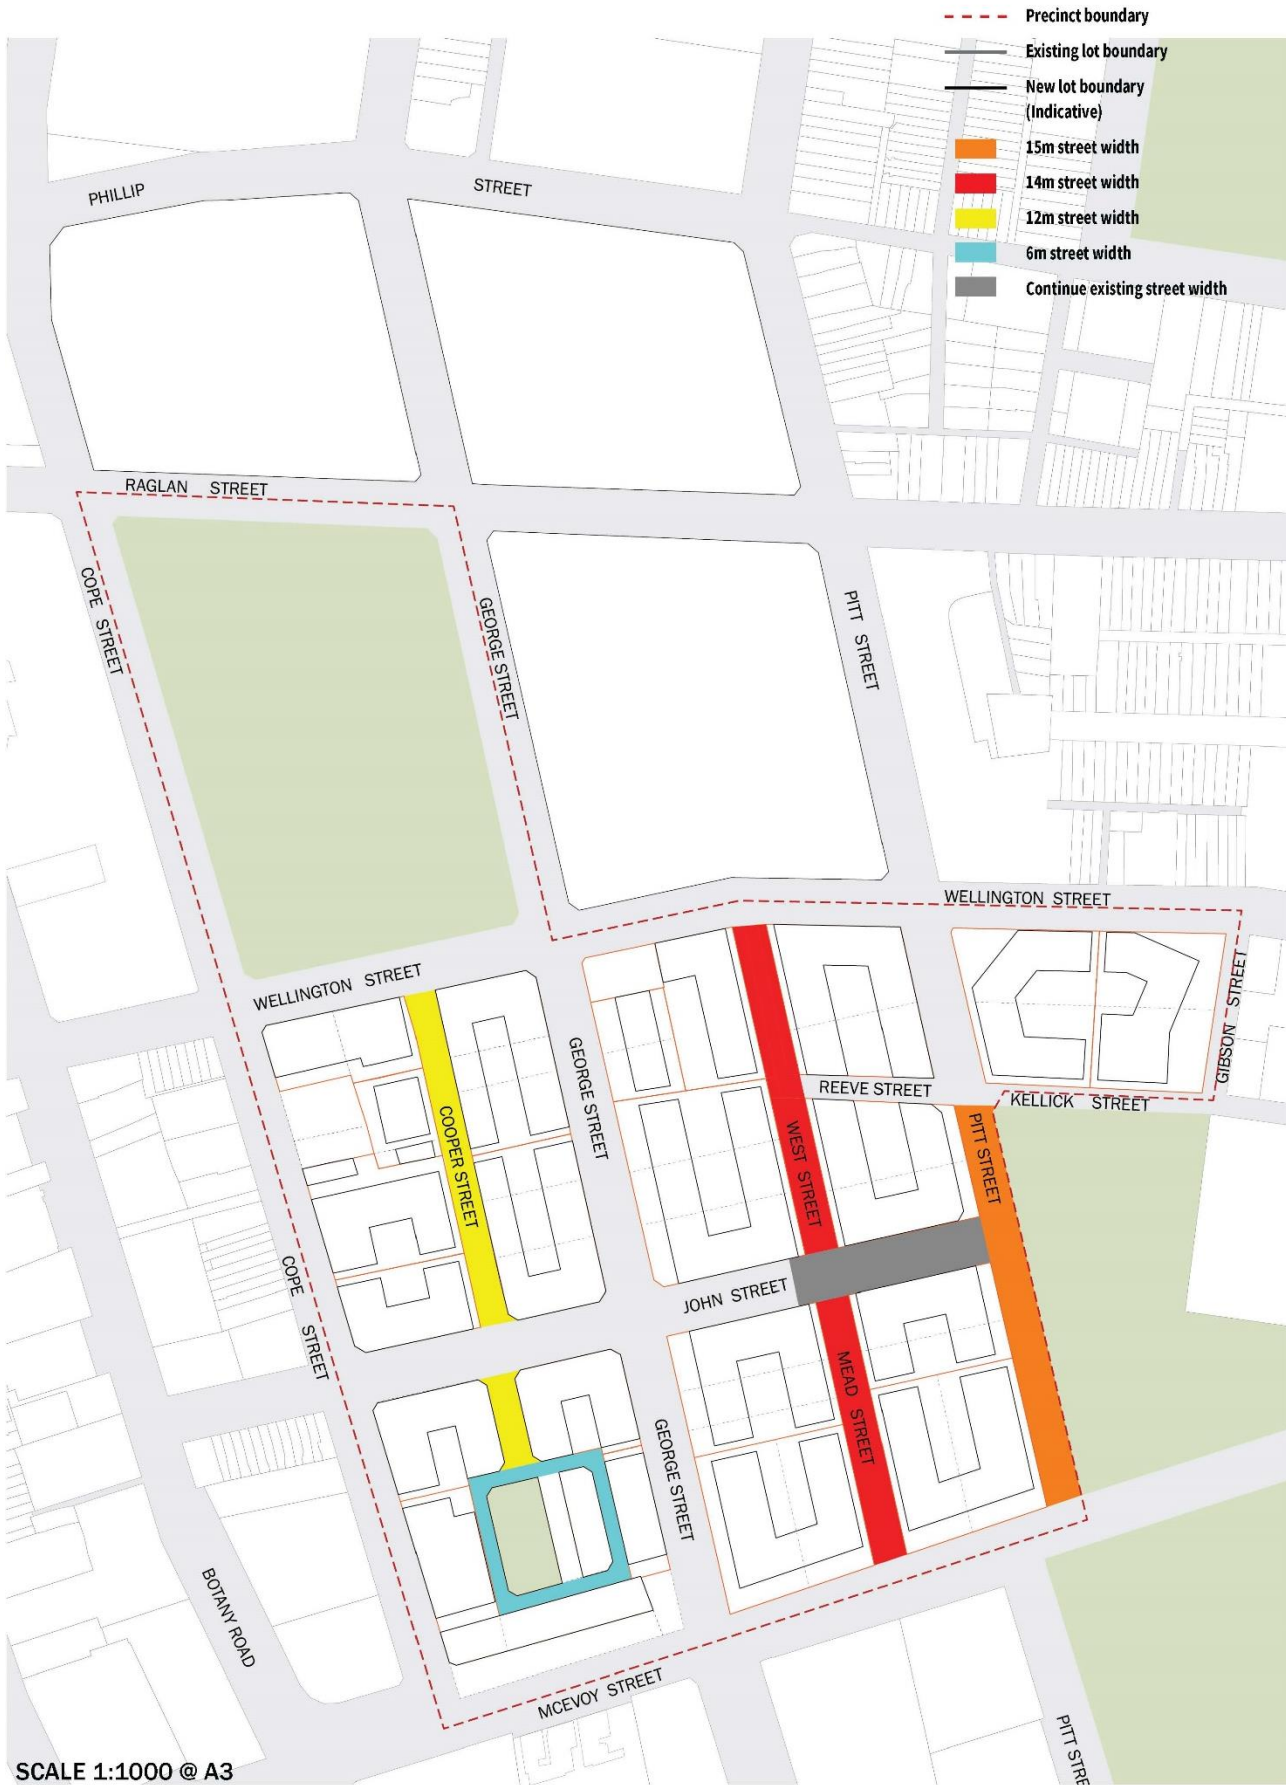 Precinct boundary
Existing lot boundary
New lot boundary
(Indicative)
15m street width
14m street width
12m street width
6m street width
Continue existing street width
PHILLIP STREET
RAGLAN STREET
COPE STREET
GEORGE STREET
PITT STREET
WELLINGTON STREET
WELLINGTON STREET
GIBSON STREET
GEORGE STREET
REEVE STREET
KELLICK STREET
COOPER STREET
WEST STREET
PITT STREET
COPE STREET
JOHN STREET
MEAD STREET
GEORGE STREET
BOTANY ROAD
MCEVOY STREET
PITT STRE
SCALE 1:1000 @ A3